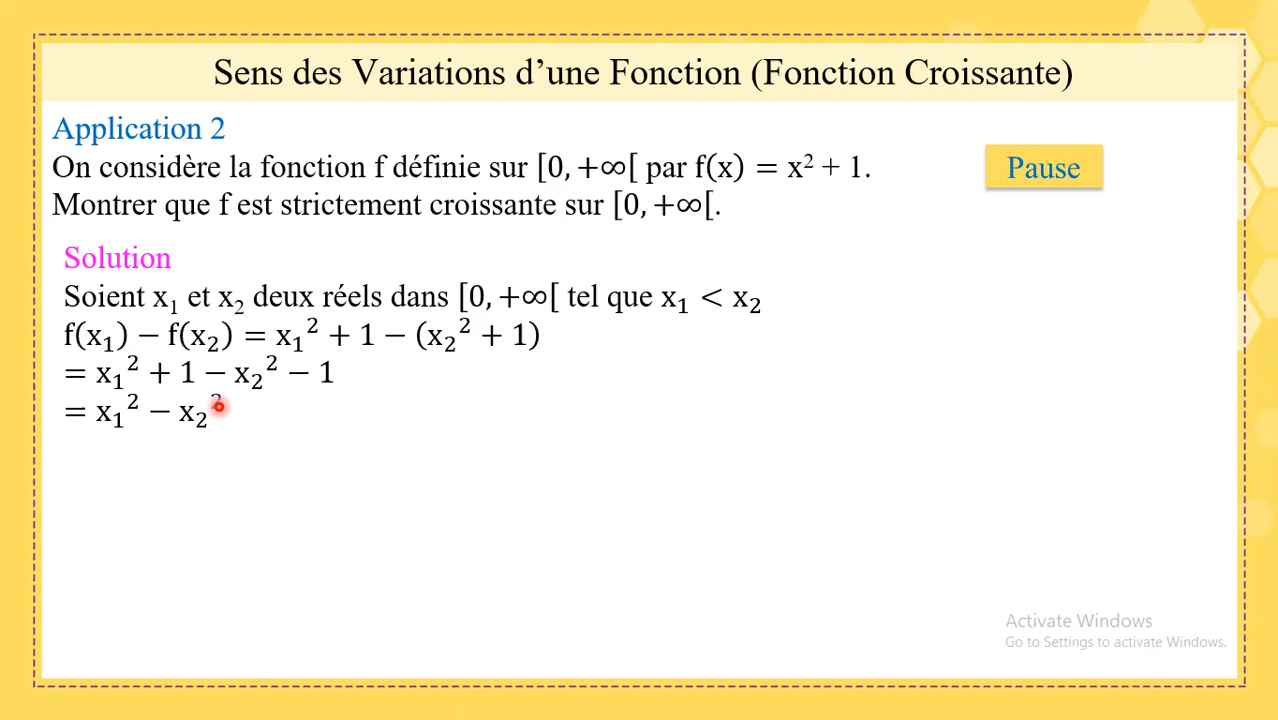 Sens des Variations d’une Fonction (Fonction Croissante)
Application 2
On considère la fonction f définie sur [0, +∞[ par f(x) = x² + 1.
Pause
Montrer que f est strictement croissante sur [0, +∞[.
Solution
Soient x₁ et x₂ deux réels dans [0, +∞[ tel que x₁ < x₂
f(x₁) − f(x₂) = x₁² + 1 − (x₂² + 1)
= x₁² + 1 − x₂² − 1
= x₁² − x₂²
Activate Windows
Go to Settings to activate Windows.